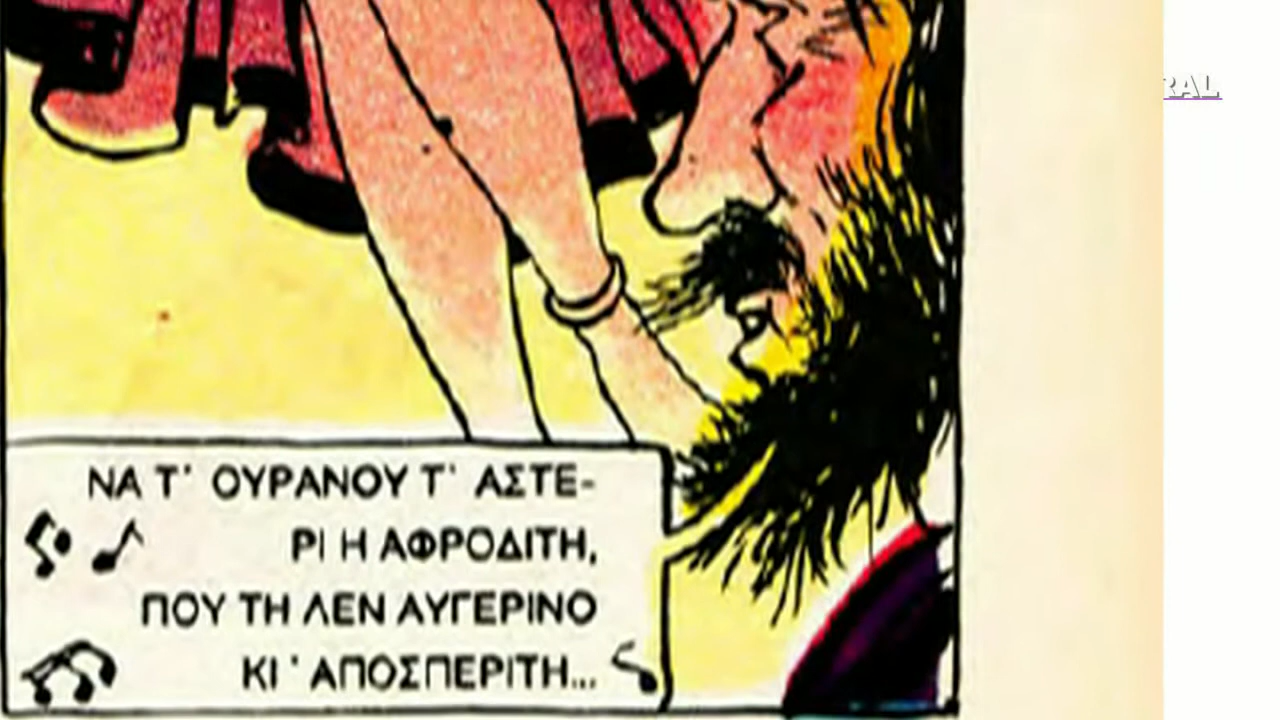 ΝΑ Τ' ΟΥΡΑΝΟΥ Τ' ΑΣΤΕ-
ΡΙ Η ΑΦΡΟΔΙΤΗ,
ΠΟΥ ΤΗ ΛΕΝ ΑΥΓΕΡΙΝΟ
ΚΙ ' ΑΠΟΣΠΕΡΙΤΗ...